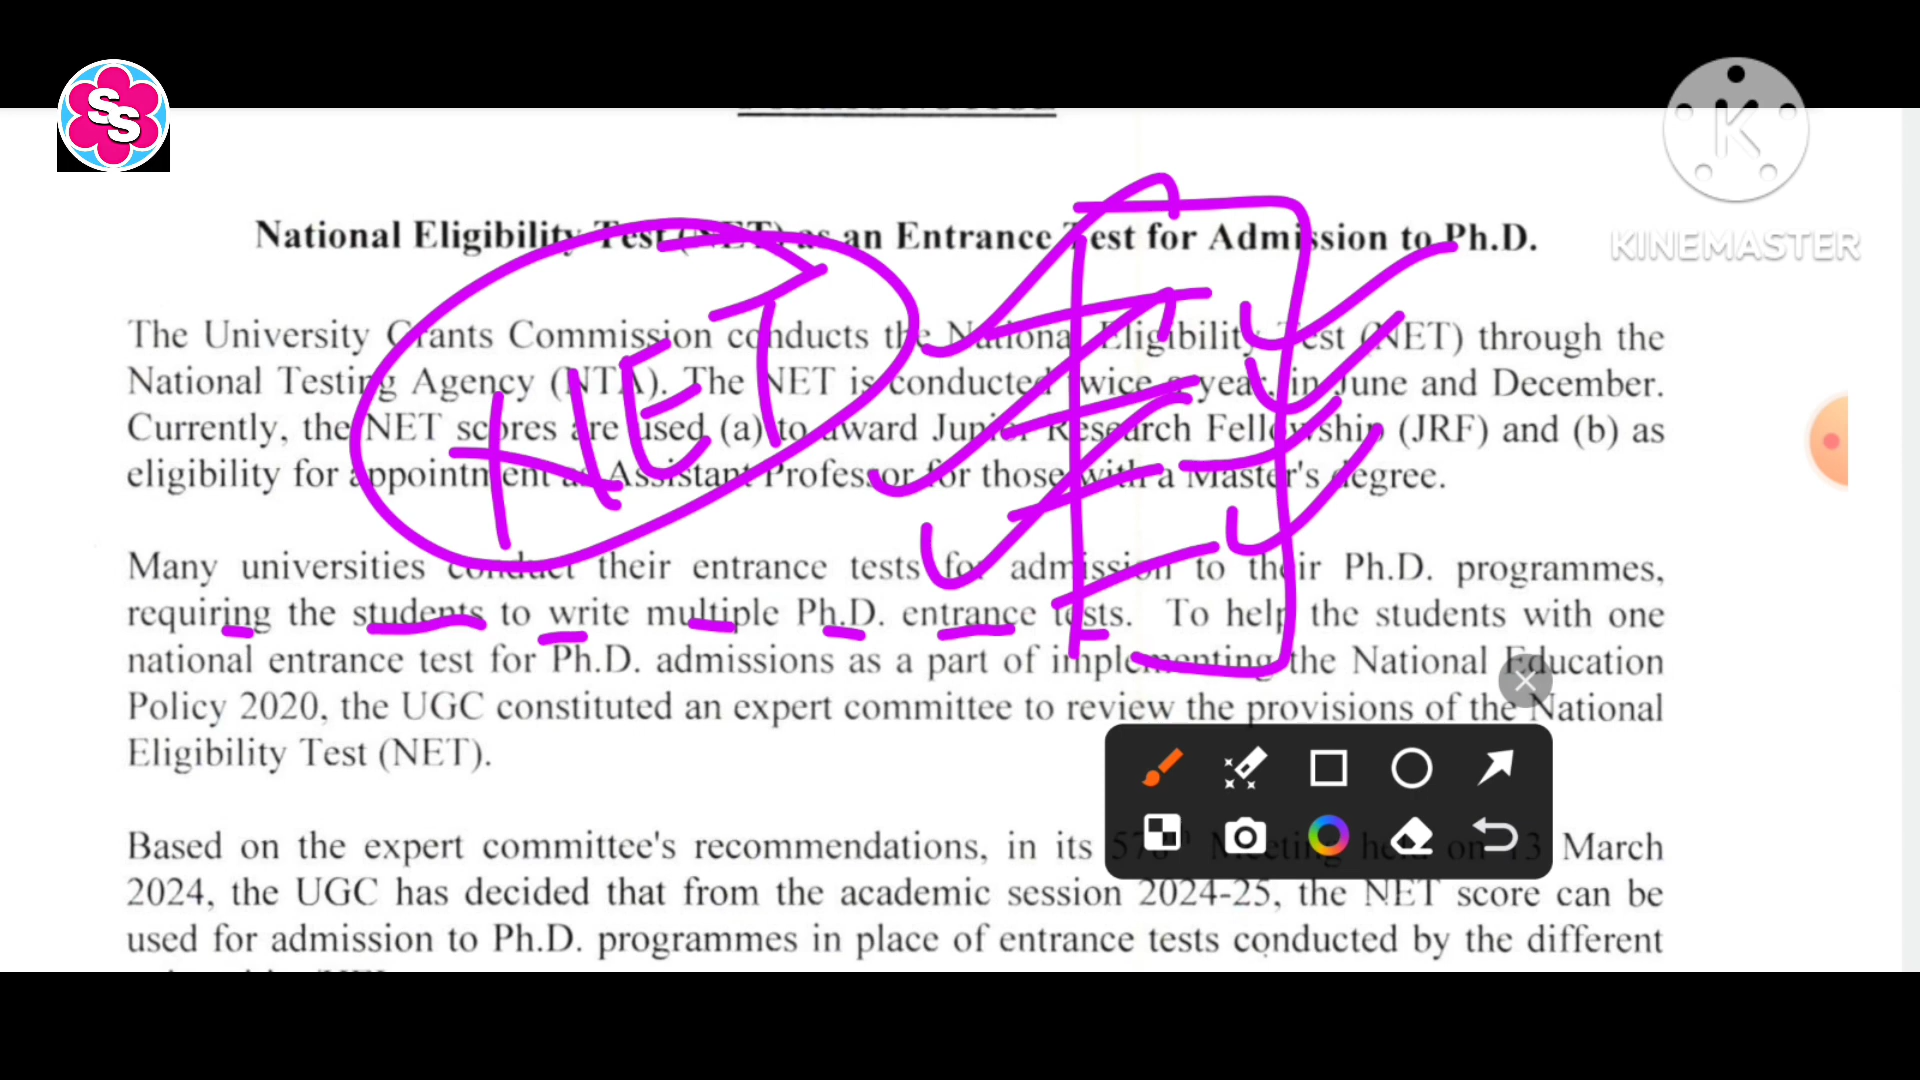 SS
KINEMASTER
National Eligibility Test (NET) as an Entrance Test for Admission to Ph.D.
The University Grants Commission conducts the National Eligibility Test (NET) through the
National Testing Agency (NTA). The NET is conducted twice a year, in June and December.
Currently, the NET scores are used (a) to award Junior Research Fellowship (JRF) and (b) as
eligibility for appointment as Assistant Professor for those with a Master's degree.
NET
Many universities conduct their entrance tests for admission to their Ph.D. programmes,
requiring the students to write multiple Ph.D. entrance tests. To help the students with one
national entrance test for Ph.D. admissions as a part of implementing the National Education
Policy 2020, the UGC constituted an expert committee to review the provisions of the National
Eligibility Test (NET).
Based on the expert committee's recommendations, in its 578th Meeting held on 13 March
2024, the UGC has decided that from the academic session 2024-25, the NET score can be
used for admission to Ph.D. programmes in place of entrance tests conducted by the different